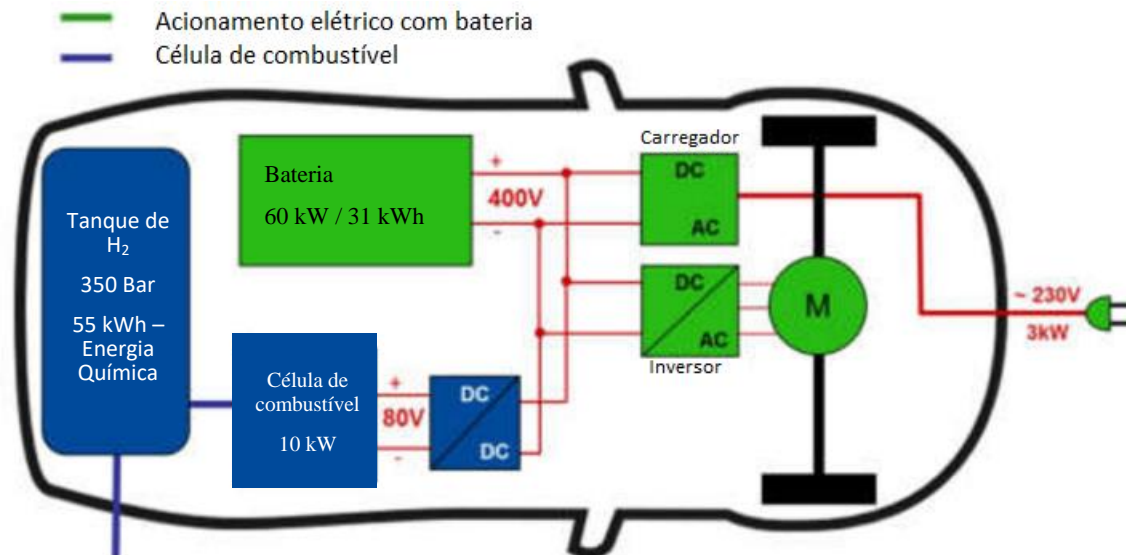 Acionamento elétrico com bateria
Célula de combustível
Tanque de
H₂
350 Bar
55 kWh –
Energia
Química
Bateria
60 kW / 31 kWh
+
400V
-
Carregador
DC
AC
DC
AC
Inversor
M
~ 230V
3kW
Célula de
combustível
10 kW
+
80V
-
DC
DC